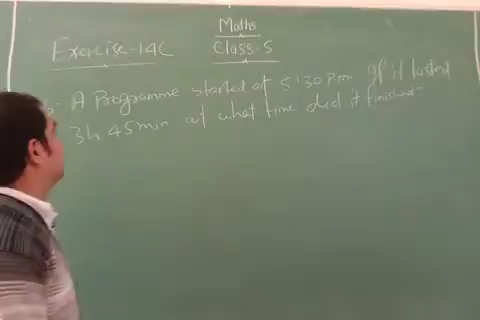 Maths
Exercise-14C Class-5
A Programme started at 5:30 P.m. If it lasted
3h 45min at what time did it finished-